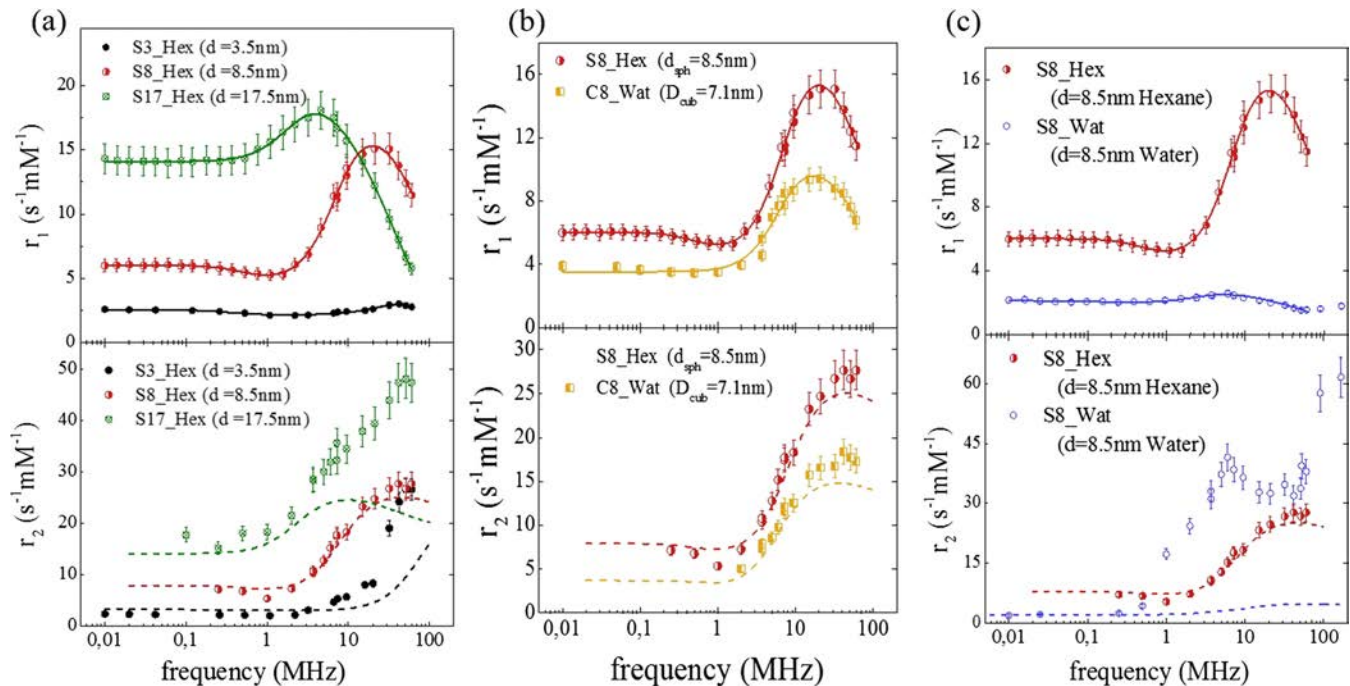 (a)
S3_Hex (d =3.5nm)
S8_Hex (d =8.5nm)
S17_Hex (d =17.5nm)
20
15
10
5
0
r1 (s-1mM-1)
S3_Hex (d =3.5nm)
S8_Hex (d =8.5nm)
S17_Hex (d =17.5nm)
50
40
30
20
10
0
r2 (s-1mM-1)
0,01 0,1 1 10 100
frequency (MHz)
(b)
S8_Hex (dsph=8.5nm)
C8_Wat (Dcub=7.1nm)
16
12
8
4
0
r1 (s-1mM-1)
S8_Hex (dsph=8.5nm)
C8_Wat (Dcub=7.1nm)
30
25
20
15
10
5
0
r2 (s-1mM-1)
0,01 0,1 1 10 100
frequency (MHz)
(c)
S8_Hex
(d=8.5nm Hexane)
S8_Wat
(d=8.5nm Water)
16
12
8
4
0
r1 (s-1mM-1)
S8_Hex
(d=8.5nm Hexane)
S8_Wat
(d=8.5nm Water)
60
45
30
15
0
r2 (s-1mM-1)
0,01 0,1 1 10 100
frequency (MHz)